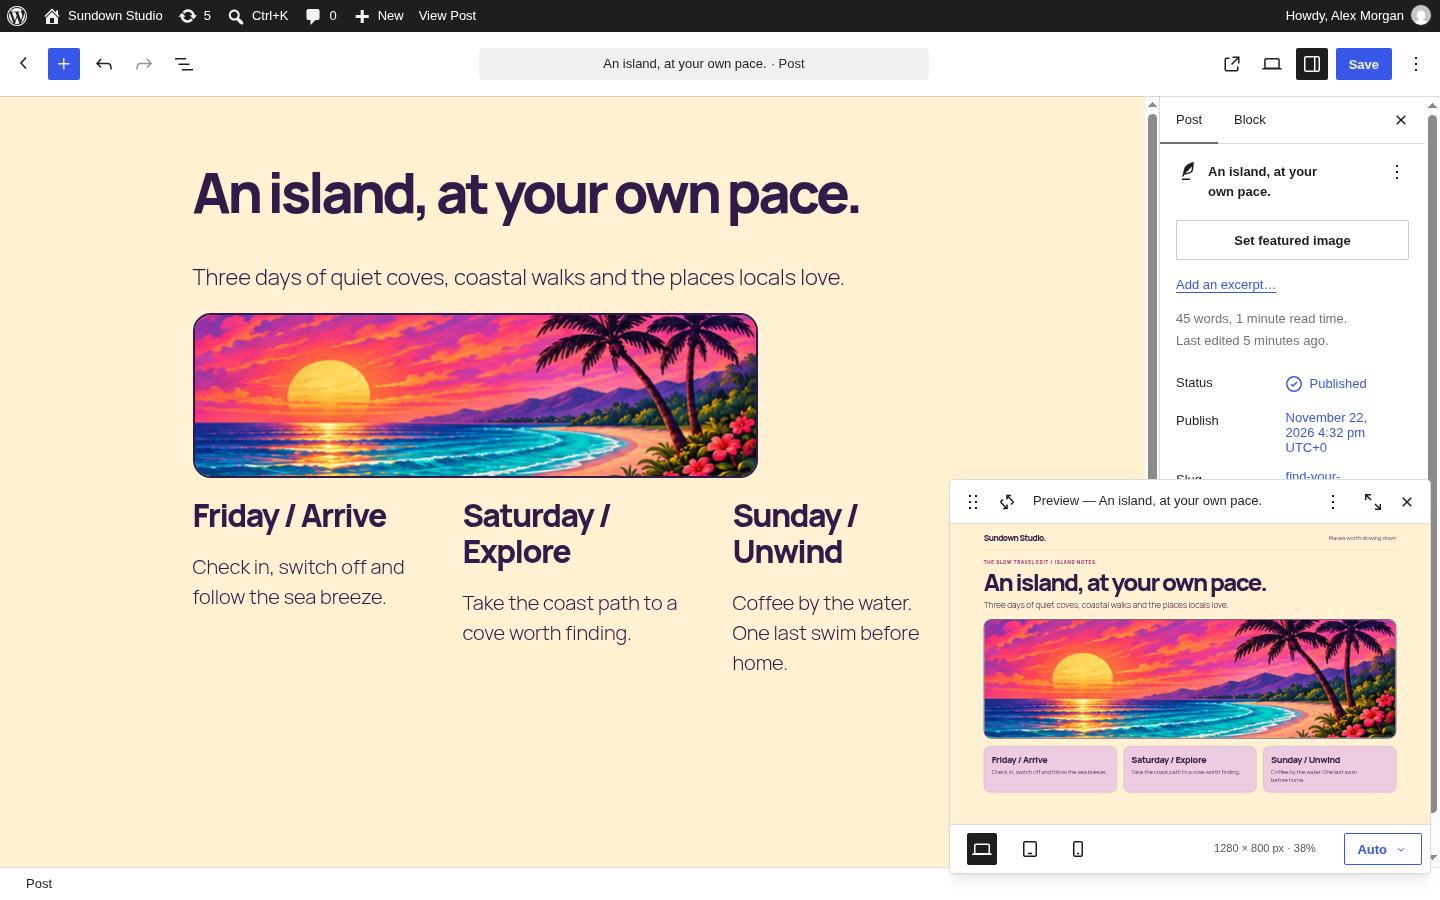 Sundown Studio 5 Ctrl+K 0 New View Post Howdy, Alex Morgan
An island, at your own pace. · Post
Save
An island, at your own pace.
Three days of quiet coves, coastal walks and the places locals love.
Friday / Arrive
Check in, switch off and
follow the sea breeze.
Saturday /
Explore
Take the coast path to a
cove worth finding.
Sunday /
Unwind
Coffee by the water.
One last swim before
home.
Post Block
An island, at your
own pace.
Set featured image
Add an excerpt…
45 words, 1 minute read time.
Last edited 5 minutes ago.
Status Published
Publish November 22,
2026 4:32 pm
UTC+0
Slug find-your-
Preview — An island, at your own pace.
Sundown Studio. Places worth slowing down
THE SLOW TRAVEL EDIT / ISLAND NOTES
An island, at your own pace.
Three days of quiet coves, coastal walks and the places locals love.
Friday / Arrive
Check in, switch off and follow the sea breeze.
Saturday / Explore
Take the coast path to a cove worth finding.
Sunday / Unwind
Coffee by the water. One last swim
before home.
1280 × 800 px · 38% Auto
Post